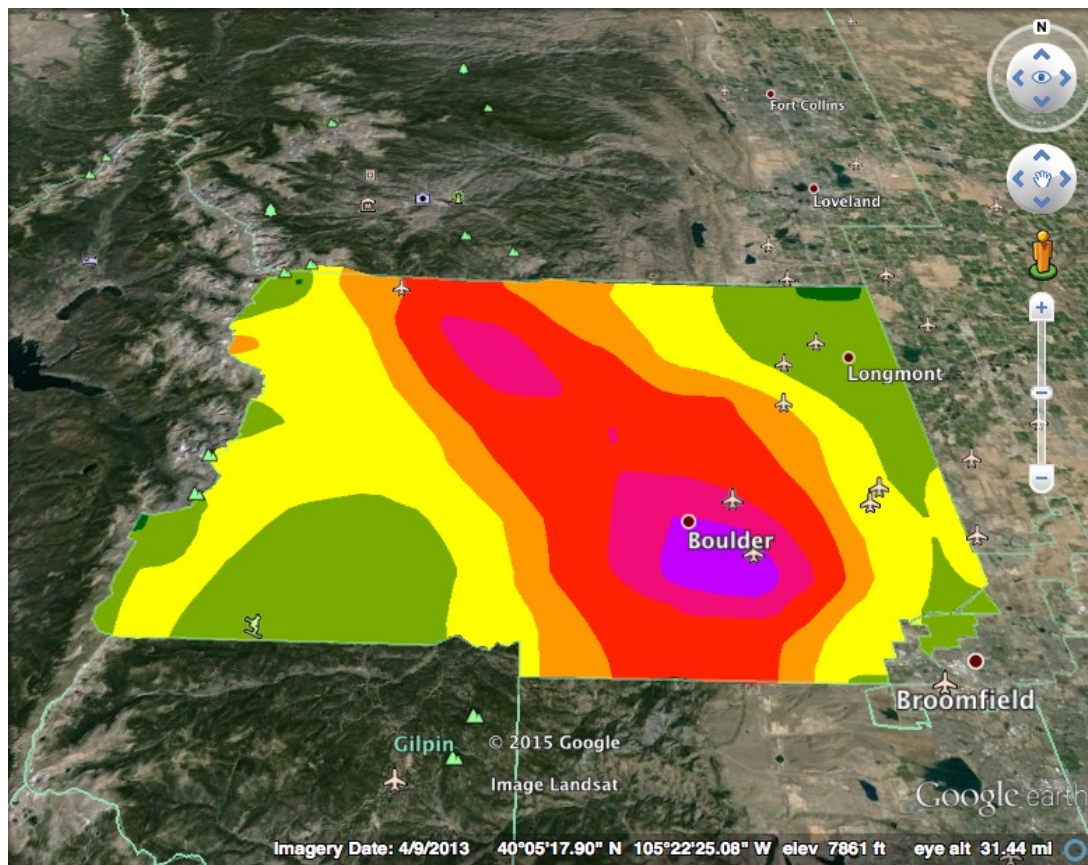 N
Fort Collins
Loveland
Longmont
Boulder
Broomfield
Gilpin
© 2015 Google
Image Landsat
Google earth
Imagery Date: 4/9/2013 40°05'17.90" N 105°22'25.08" W elev 7861 ft eye alt 31.44 mi